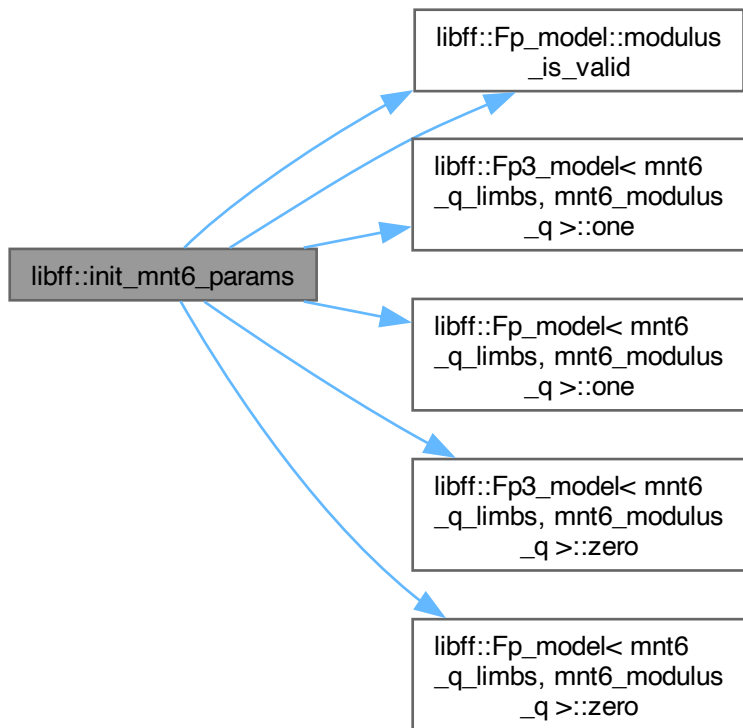 libff::init_mnt6_params
libff::Fp_model::modulus
_is_valid
libff::Fp3_model< mnt6
_q_limbs, mnt6_modulus
_q >::one
libff::Fp_model< mnt6
_q_limbs, mnt6_modulus
_q >::one
libff::Fp3_model< mnt6
_q_limbs, mnt6_modulus
_q >::zero
libff::Fp_model< mnt6
_q_limbs, mnt6_modulus
_q >::zero